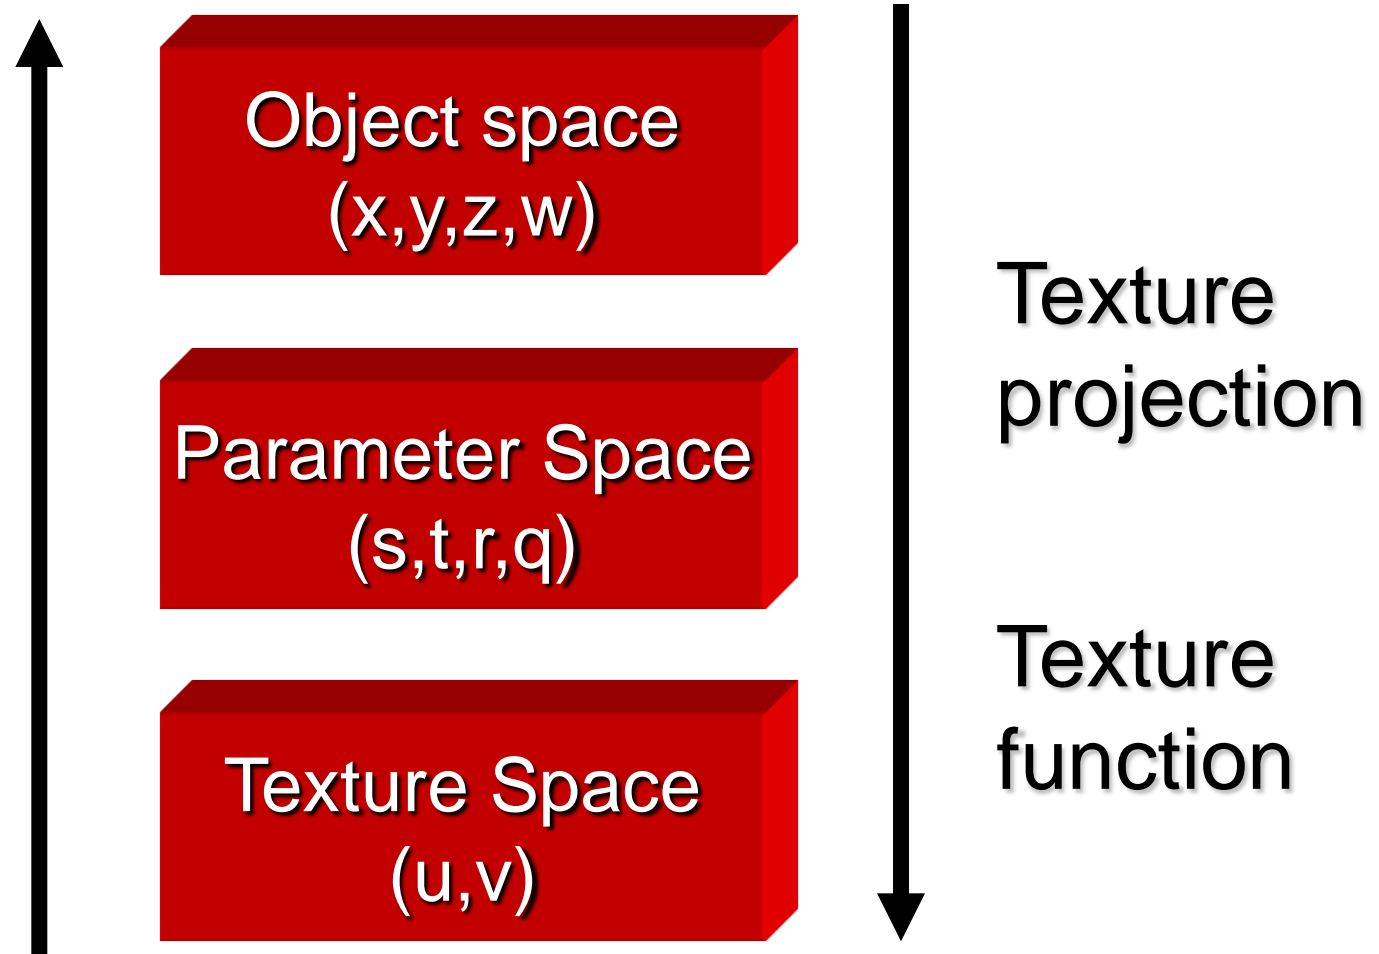 Object space
(x,y,z,w)
Parameter Space
(s,t,r,q)
Texture Space
(u,v)
Texture
projection
Texture
function